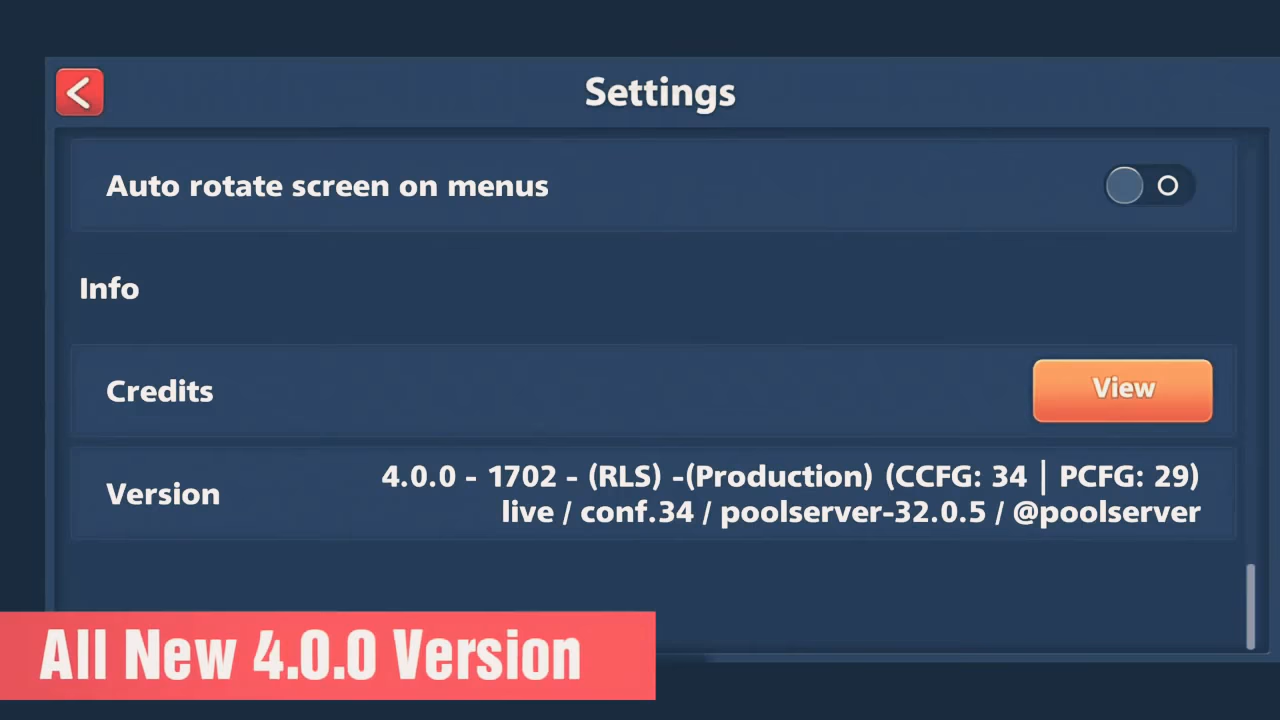 Settings
Auto rotate screen on menus
Info
Credits
View
Version
4.0.0 - 1702 - (RLS) -(Production) (CCFG: 34 | PCFG: 29)
live / conf.34 / poolserver-32.0.5 / @poolserver
All New 4.0.0 Version